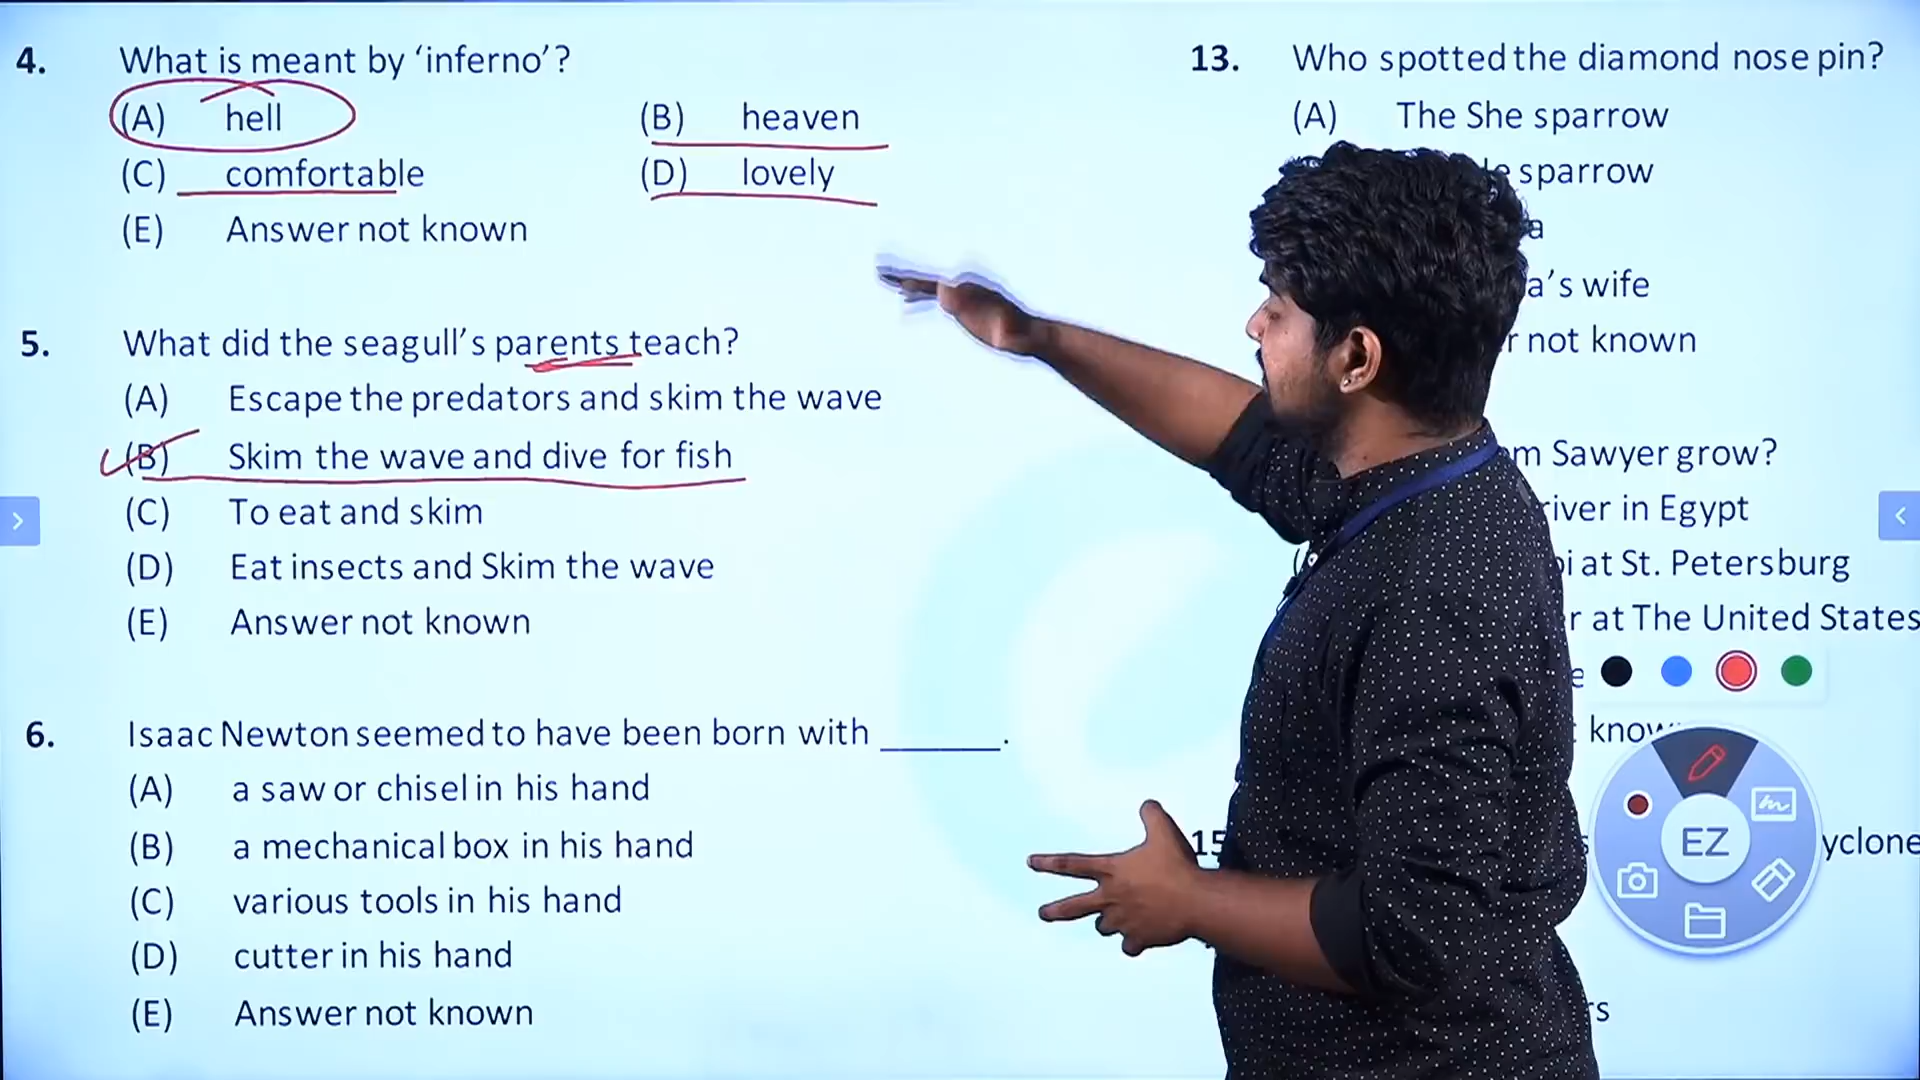 4. What is meant by ‘inferno’?
(A) hell (B) heaven
(C) comfortable (D) lovely
(E) Answer not known
5. What did the seagull’s parents teach?
(A) Escape the predators and skim the wave
(B) Skim the wave and dive for fish
(C) To eat and skim
(D) Eat insects and Skim the wave
(E) Answer not known
6. Isaac Newton seemed to have been born with ______.
(A) a saw or chisel in his hand
(B) a mechanical box in his hand
(C) various tools in his hand
(D) cutter in his hand
(E) Answer not known
13. Who spotted the diamond nose pin?
(A) The She sparrow
sparrow
a
a’s wife
not known
Sawyer grow?
river in Egypt
at St. Petersburg
at The United States
know
15
yclone
EZ